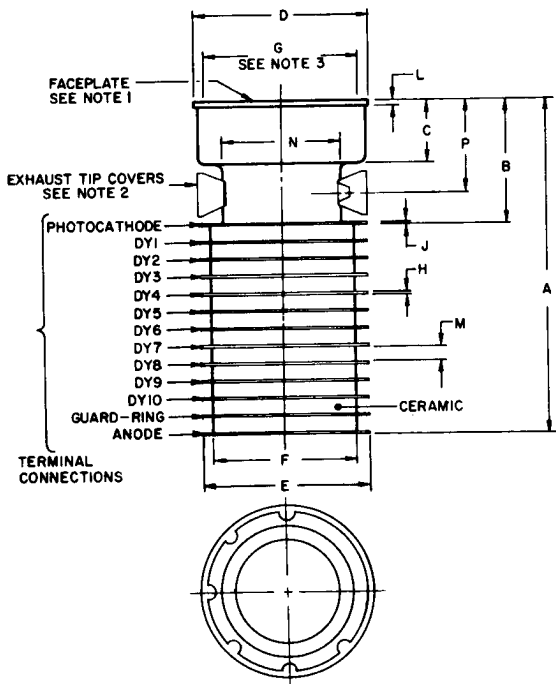 D
G
SEE NOTE 3
L
FACEPLATE
SEE NOTE 1
N
C
P
B
EXHAUST TIP COVERS
SEE NOTE 2
PHOTOCATHODE
J
DY1
DY2
H
DY3
A
DY4
DY5
M
DY6
DY7
DY8
DY9
DY10
CERAMIC
GUARD-RING
ANODE
TERMINAL
CONNECTIONS
F
E